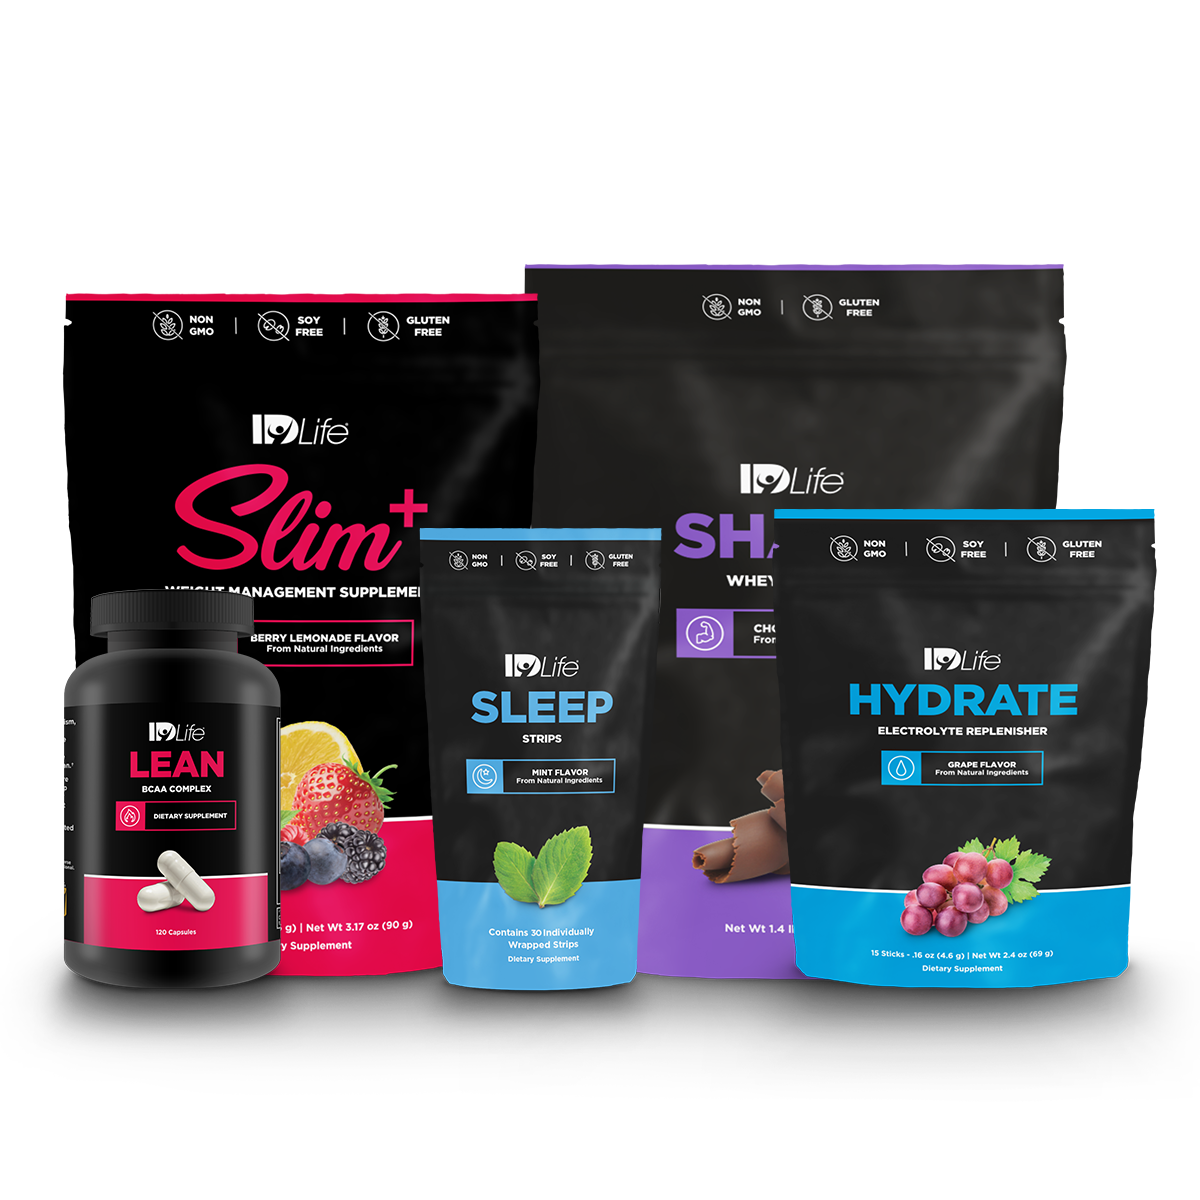 NON
GMO
SOY
FREE
GLUTEN
FREE
IDLife
Slim+
WEIGHT MANAGEMENT
BERRY LEMONADE FLAVOR
From Natural Ingredients
Net Wt 3.17 oz (90 g)
Supplement
NON
GMO
GLUTEN
FREE
IDLife
WHEY
Net Wt 1.4
IDLife
LEAN
BCAA COMPLEX
DIETARY SUPPLEMENT
120 Capsules
NON
GMO
SOY
FREE
GLUTEN
FREE
IDLife
SLEEP
STRIPS
MINT FLAVOR
From Natural Ingredients
Contains 30 Individually
Wrapped Strips
Dietary Supplement
NON
GMO
SOY
FREE
GLUTEN
FREE
IDLife
HYDRATE
ELECTROLYTE REPLENISHER
GRAPE FLAVOR
From Natural Ingredients
15 Sticks - .16 oz (4.6 g) | Net Wt 2.4 oz (69 g)
Dietary Supplement